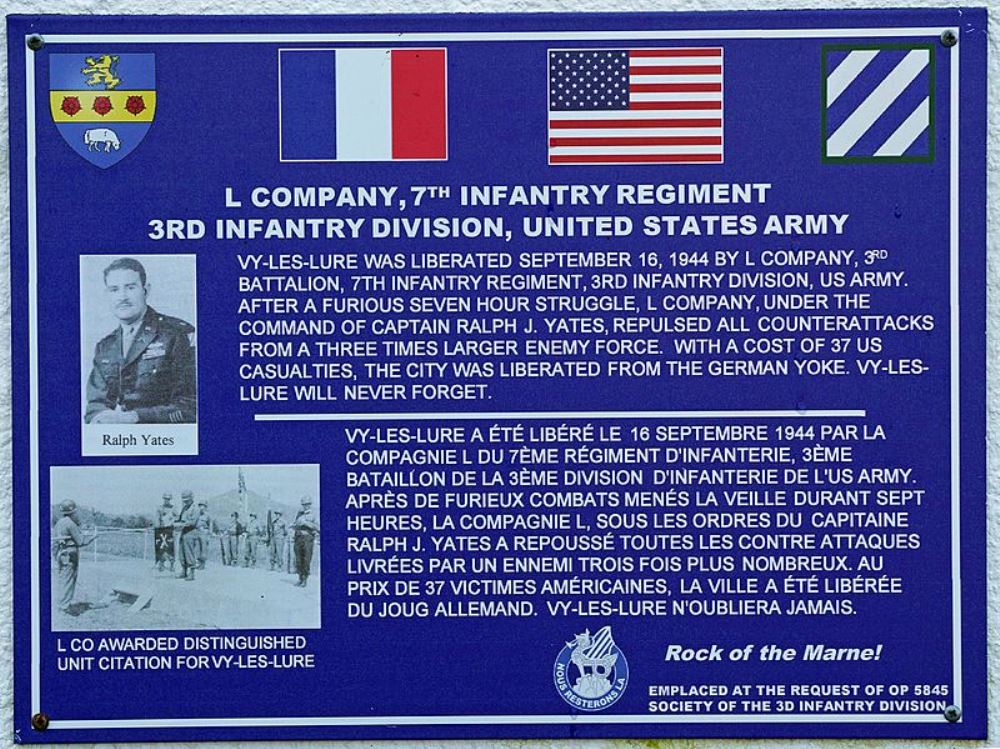 L COMPANY, 7TH INFANTRY REGIMENT
3RD INFANTRY DIVISION, UNITED STATES ARMY
VY-LES-LURE WAS LIBERATED SEPTEMBER 16, 1944 BY L COMPANY, 3RD
BATTALION, 7TH INFANTRY REGIMENT, 3RD INFANTRY DIVISION, US ARMY.
AFTER A FURIOUS SEVEN HOUR STRUGGLE, L COMPANY, UNDER THE
COMMAND OF CAPTAIN RALPH J. YATES, REPULSED ALL COUNTERATTACKS
FROM A THREE TIMES LARGER ENEMY FORCE. WITH A COST OF 37 US
CASUALTIES, THE CITY WAS LIBERATED FROM THE GERMAN YOKE. VY-LES-
LURE WILL NEVER FORGET.
Ralph Yates
VY-LES-LURE A ÉTÉ LIBÉRÉ LE 16 SEPTEMBRE 1944 PAR LA
COMPAGNIE L DU 7ÈME RÉGIMENT D'INFANTERIE, 3ÈME
BATAILLON DE LA 3ÈME DIVISION D'INFANTERIE DE L'US ARMY.
APRÈS DE FURIEUX COMBATS MENÉS LA VEILLE DURANT SEPT
HEURES, LA COMPAGNIE L, SOUS LES ORDRES DU CAPITAINE
RALPH J. YATES A REPOUSSÉ TOUTES LES CONTRE ATTAQUES
LIVRÉES PAR UN ENNEMI TROIS FOIS PLUS NOMBREUX. AU
PRIX DE 37 VICTIMES AMÉRICAINES, LA VILLE A ÉTÉ LIBÉRÉE
DU JOUG ALLEMAND. VY-LES-LURE N'OUBLIERA JAMAIS.
L CO AWARDED DISTINGUISHED
UNIT CITATION FOR VY-LES-LURE
NOUS RESTERONS LA
Rock of the Marne!
EMPLACED AT THE REQUEST OF OP 5845
SOCIETY OF THE 3D INFANTRY DIVISION